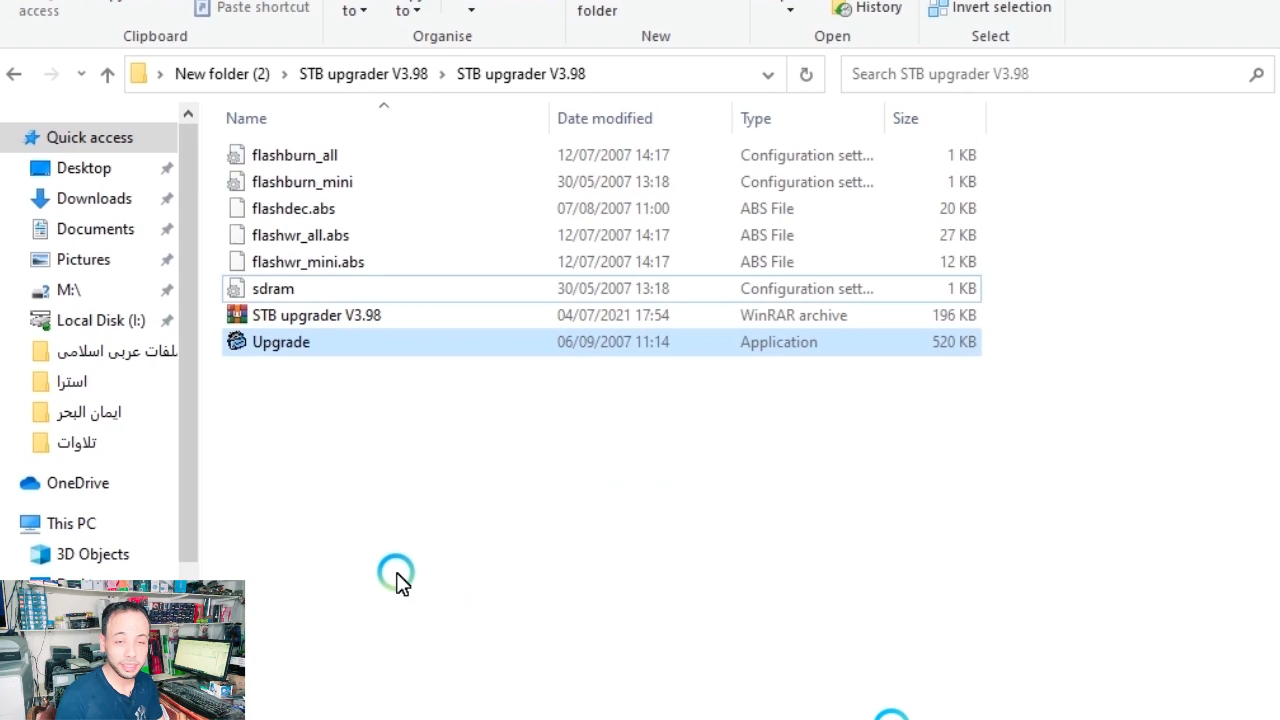 access
Paste shortcut
to
to
folder
History
Invert selection
Clipboard
Organise
New
Open
Select
New folder (2) STB upgrader V3.98 STB upgrader V3.98
Search STB upgrader V3.98
Name Date modified Type Size
Quick access
Desktop
Downloads
Documents
Pictures
M:\
Local Disk (I:)
ملفات عربى اسلامى
استرا
ايمان البحر
تلاوات
OneDrive
This PC
3D Objects
flashburn_all 12/07/2007 14:17 Configuration sett... 1 KB
flashburn_mini 30/05/2007 13:18 Configuration sett... 1 KB
flashdec.abs 07/08/2007 11:00 ABS File 20 KB
flashwr_all.abs 12/07/2007 14:17 ABS File 27 KB
flashwr_mini.abs 12/07/2007 14:17 ABS File 12 KB
sdram 30/05/2007 13:18 Configuration sett... 1 KB
STB upgrader V3.98 04/07/2021 17:54 WinRAR archive 196 KB
Upgrade 06/09/2007 11:14 Application 520 KB